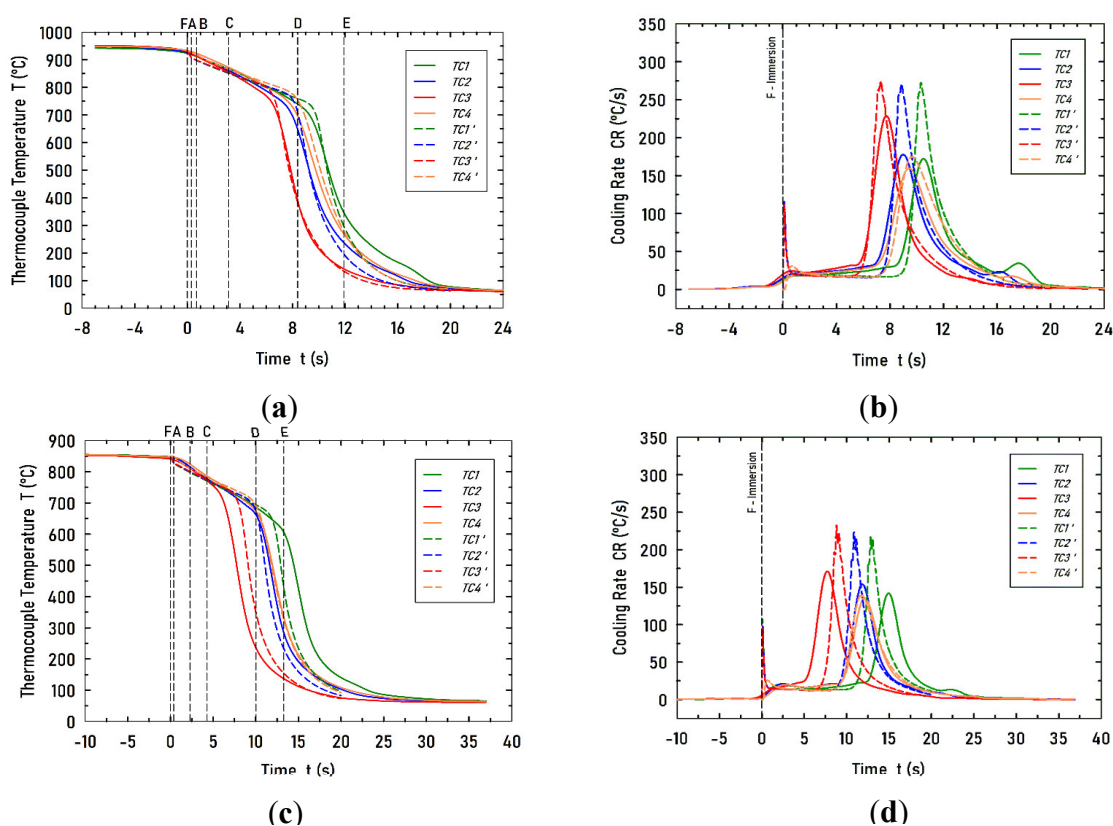 F A B C D E
1000
900
800
700
600
500
400
300
200
100
0
-8 -4 0 4 8 12 16 20 24
Thermocouple Temperature T (°C)
Time t (s)
TC1
TC2
TC3
TC4
TC1'
TC2'
TC3'
TC4'
(a)
350
300
250
200
150
100
50
0
-8 -4 0 4 8 12 16 20 24
Cooling Rate CR (°C/s)
Time t (s)
F - Immersion
TC1
TC2
TC3
TC4
TC1'
TC2'
TC3'
TC4'
(b)
F A B C D E
900
800
700
600
500
400
300
200
100
0
-10 -5 0 5 10 15 20 25 30 35 40
Thermocouple Temperature T (°C)
Time t (s)
TC1
TC2
TC3
TC4
TC1'
TC2'
TC3'
TC4'
(c)
350
300
250
200
150
100
50
0
-10 -5 0 5 10 15 20 25 30 35 40
Cooling Rate CR (°C/s)
Time t (s)
F - Immersion
TC1
TC2
TC3
TC4
TC1'
TC2'
TC3'
TC4'
(d)